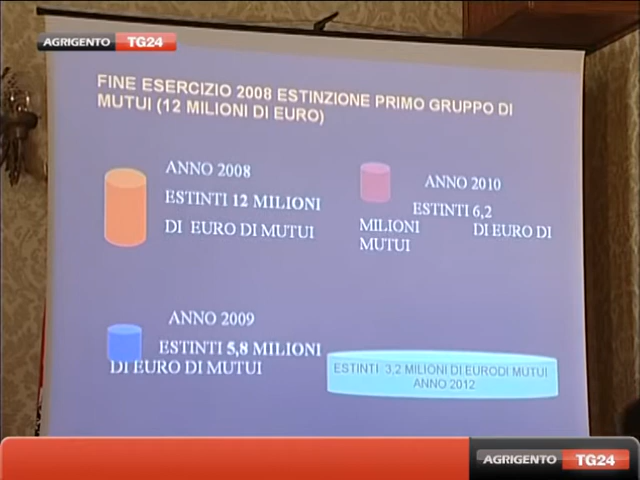 AGRIGENTO TG24
FINE ESERCIZIO 2008 ESTINZIONE PRIMO GRUPPO DI
MUTUI (12 MILIONI DI EURO)
ANNO 2008
ESTINTI 12 MILIONI
DI EURO DI MUTUI
ANNO 2010
ESTINTI 6,2
MILIONI DI EURO DI
MUTUI
ANNO 2009
ESTINTI 5,8 MILIONI
DI EURO DI MUTUI
ESTINTI 3,2 MILIONI DI EURODI MUTUI
ANNO 2012
AGRIGENTO TG24